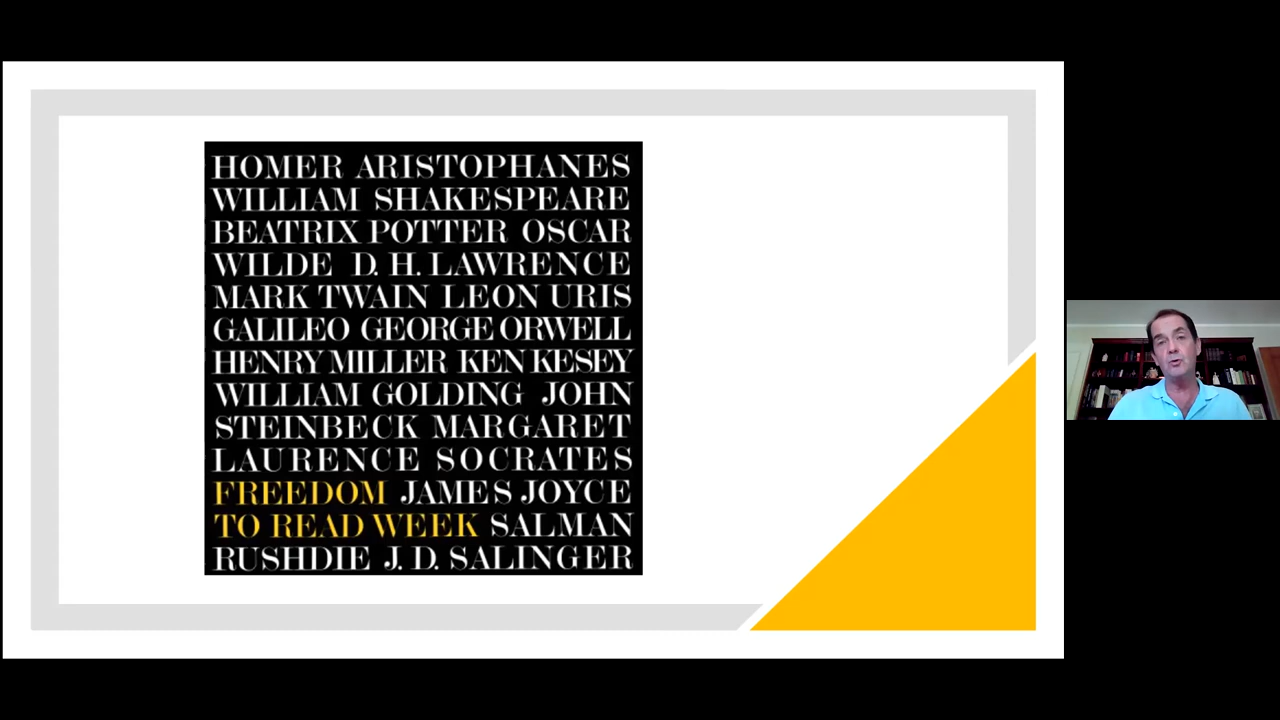 HOMER ARISTOPHANES
WILLIAM SHAKESPEARE
BEATRIX POTTER OSCAR
WILDE D. H. LAWRENCE
MARK TWAIN LEON URIS
GALILEO GEORGE ORWELL
HENRY MILLER KEN KESEY
WILLIAM GOLDING JOHN
STEINBECK MARGARET
LAURENCE SOCRATES
FREEDOM JAMES JOYCE
TO READ WEEK SALMAN
RUSHDIE J. D. SALINGER